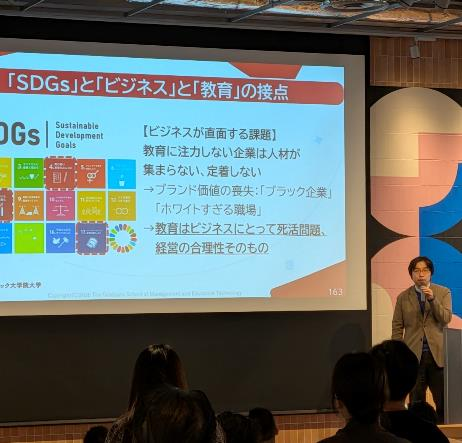 「SDGs」と「ビジネス」と「教育」の接点
DGs
Sustainable
Development
Goals
【ビジネスが直面する課題】
教育に注力しない企業は人材が
集まらない、定着しない
→ブランド価値の喪失:「ブラック企業」
「ホワイトすぎる職場」
→教育はビジネスにとって死活問題、
経営の合理性そのもの
ック大学院大学
163